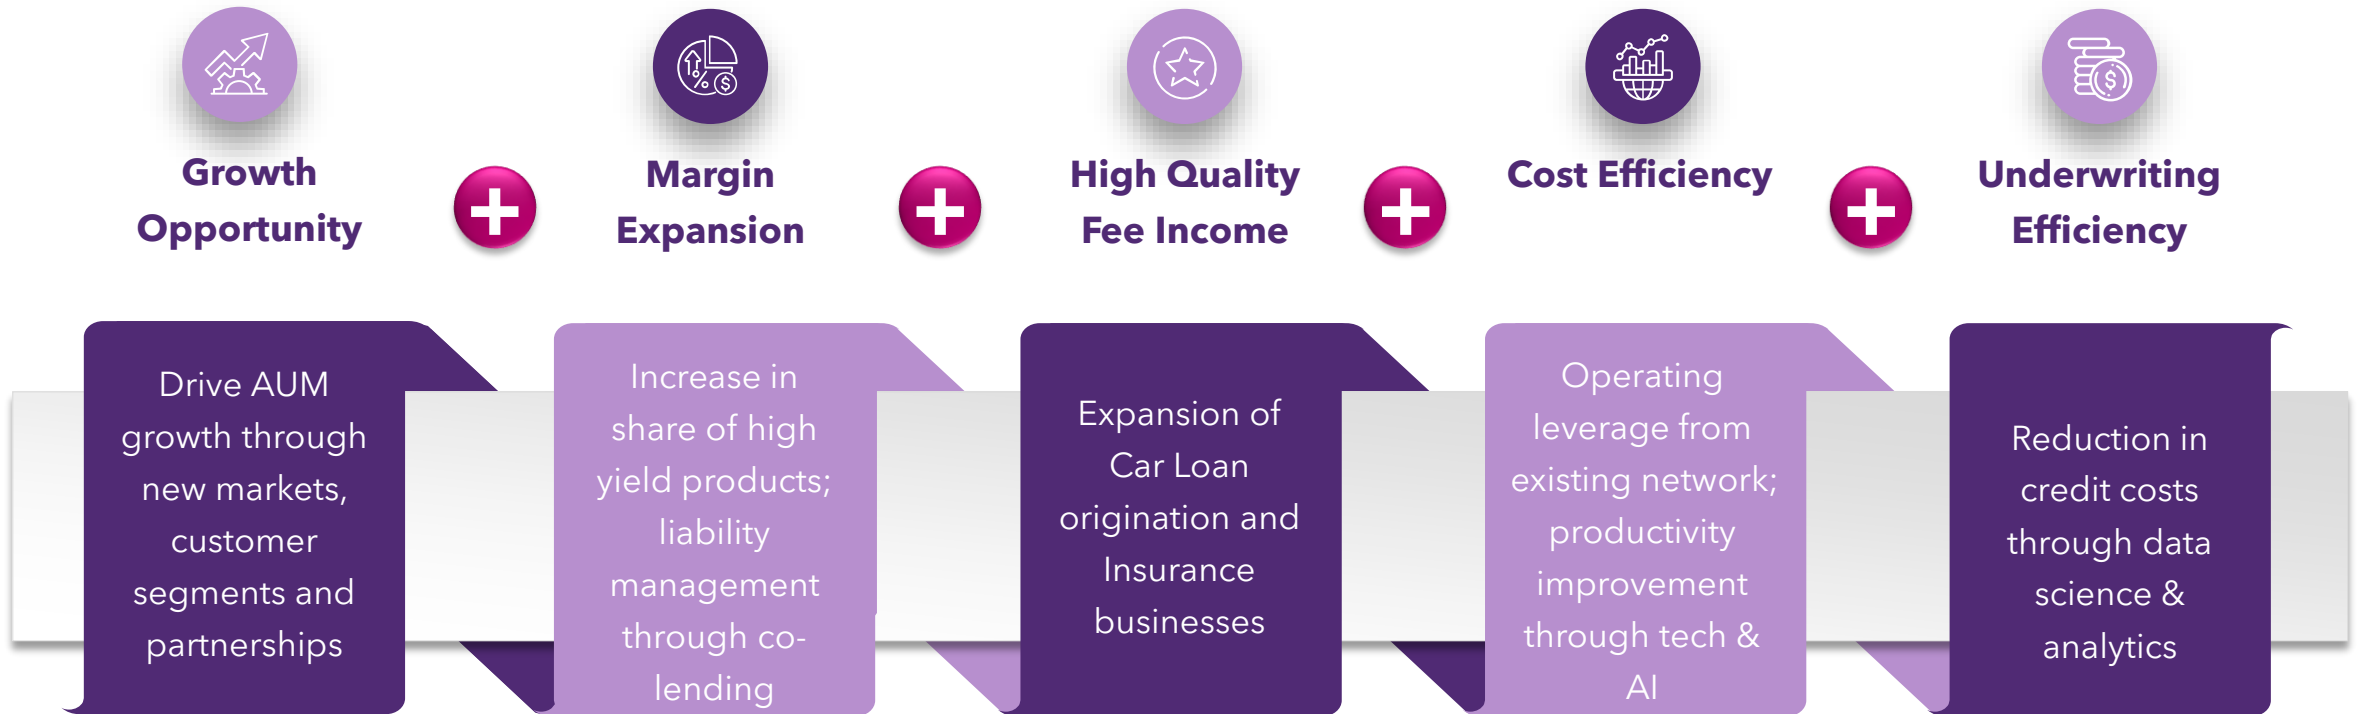 Growth
Opportunity
Margin
Expansion
High Quality
Fee Income
Cost Efficiency
Underwriting
Efficiency
Drive AUM
growth through
new markets,
customer
segments and
partnerships
Increase in
share of high
yield products;
liability
management
through co-
lending
Expansion of
Car Loan
origination and
Insurance
businesses
Operating
leverage from
existing network;
productivity
improvement
through tech &
AI
Reduction in
credit costs
through data
science &
analytics